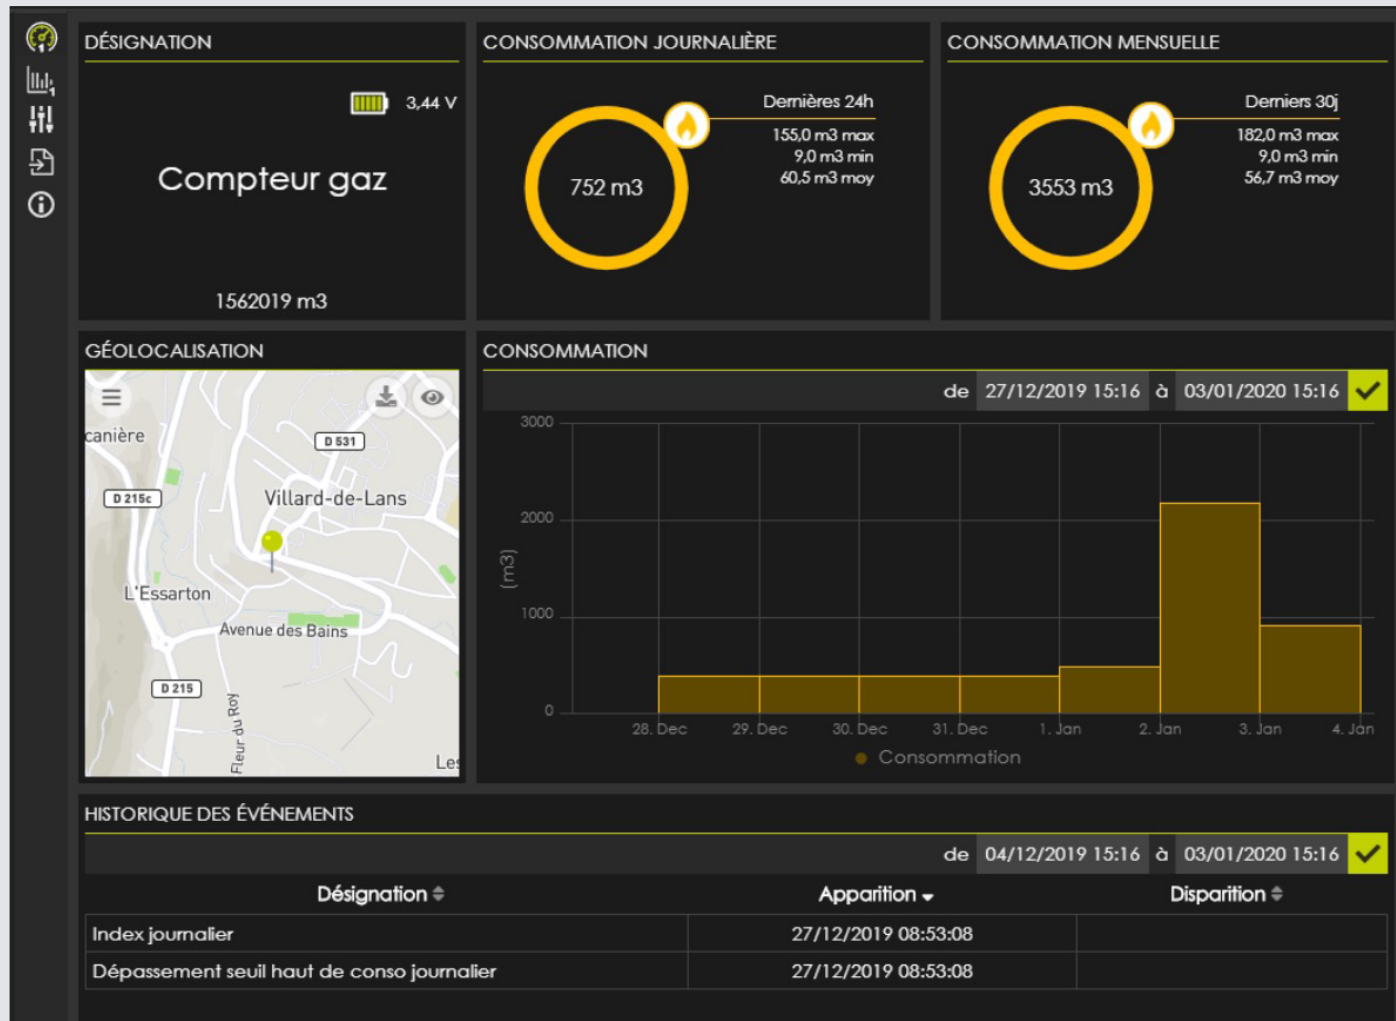 DÉSIGNATION
3,44 V
Compteur gaz
1562019 m3
CONSOMMATION JOURNALIÈRE
Dernières 24h
155,0 m3 max
9,0 m3 min
60,5 m3 moy
752 m3
CONSOMMATION MENSUELLE
Derniers 30j
182,0 m3 max
9,0 m3 min
56,7 m3 moy
3553 m3
GÉOLOCALISATION
canière
D 531
D 215c
Villard-de-Lans
L'Essarton
Avenue des Bains
D 215
Fleur du Roy
Les
CONSOMMATION
de 27/12/2019 15:16 à 03/01/2020 15:16
3000
2000
1000
0
(m3)
28. Dec 29. Dec 30. Dec 31. Dec 1. Jan 2. Jan 3. Jan 4. Jan
Consommation
HISTORIQUE DES ÉVÉNEMENTS
de 04/12/2019 15:16 à 03/01/2020 15:16
Désignation Apparition Disparition
Index journalier 27/12/2019 08:53:08
Dépassement seuil haut de conso journalier 27/12/2019 08:53:08